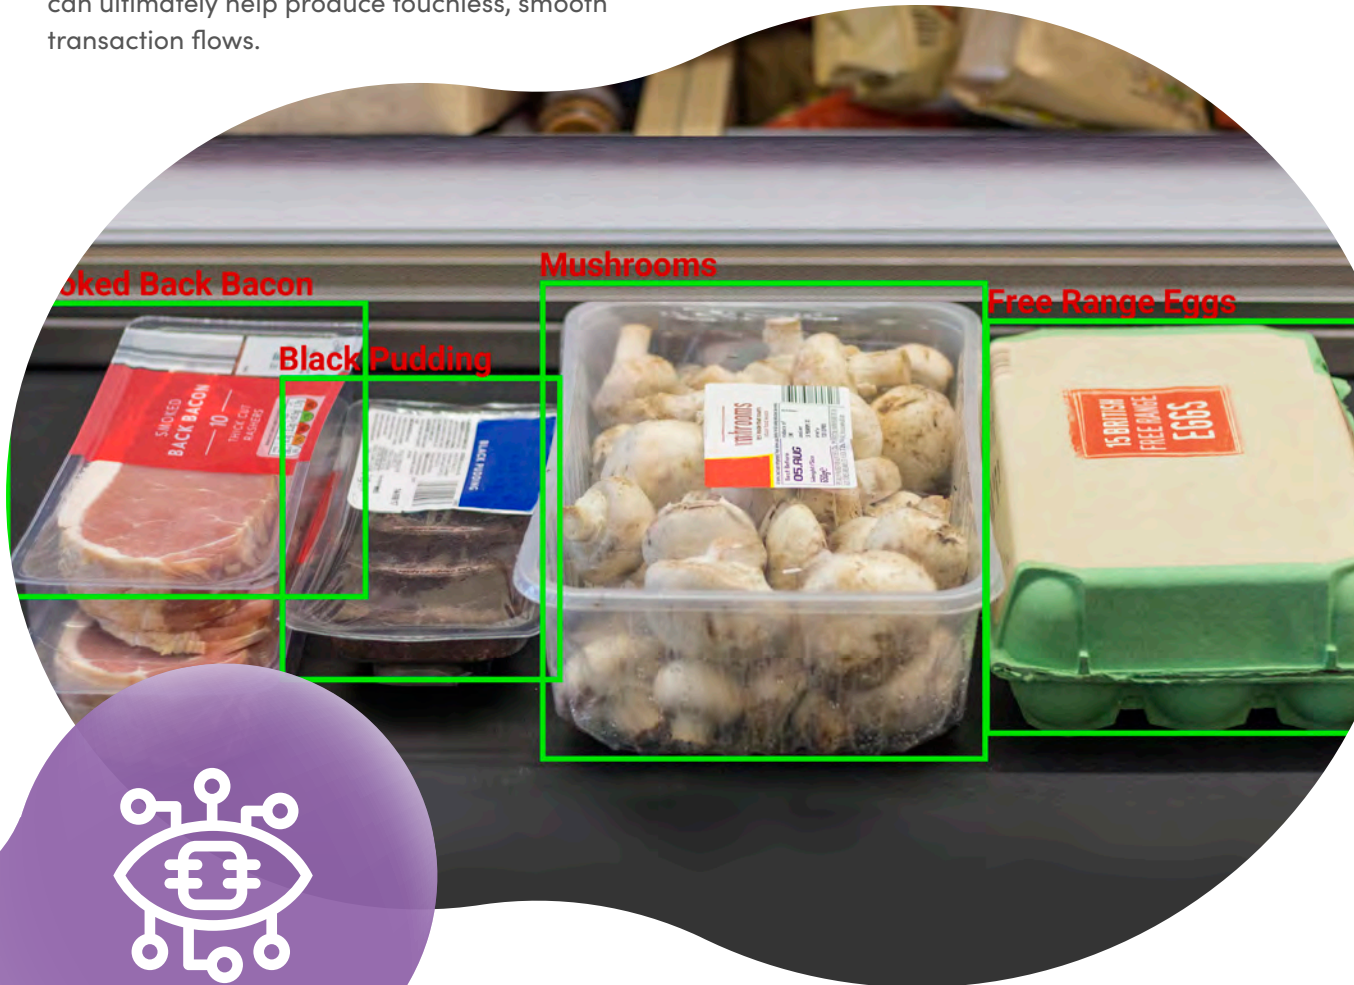 can ultimately help produce touchless, smooth
transaction flows.
oked Back Bacon
Mushrooms
Free Range Eggs
Black Pudding
SMOKED
BACK BACON
10
THICK CUT
RASHERS
BLACK PUDDING
05.AUG
15 BRITISH
FREE RANGE
EGGS